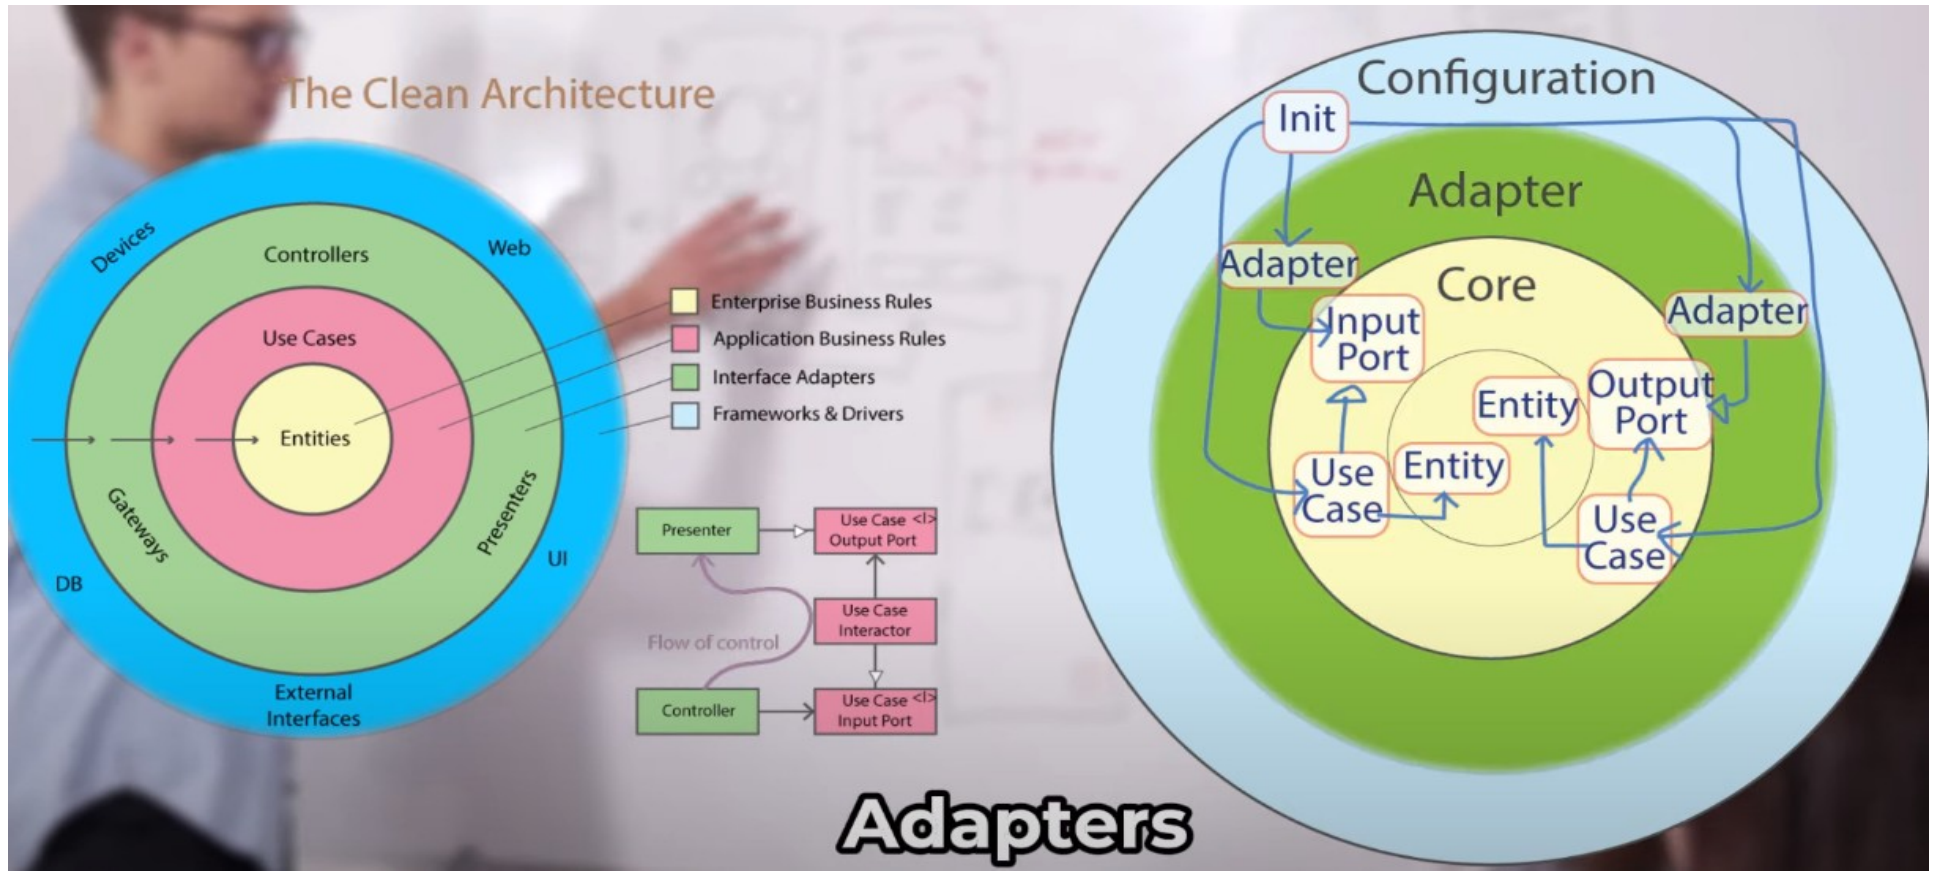 The Clean Architecture
Devices
Web
Controllers
Use Cases
Entities
Gateways
Presenters
DB
UI
External
Interfaces
Enterprise Business Rules
Application Business Rules
Interface Adapters
Frameworks & Drivers
Presenter
Use Case <I>
Output Port
Use Case
Interactor
Flow of control
Controller
Use Case <I>
Input Port
Configuration
Init
Adapter
Adapter
Core
Adapter
Input
Port
Entity
Output
Port
Use
Case
Entity
Use
Case
Adapters